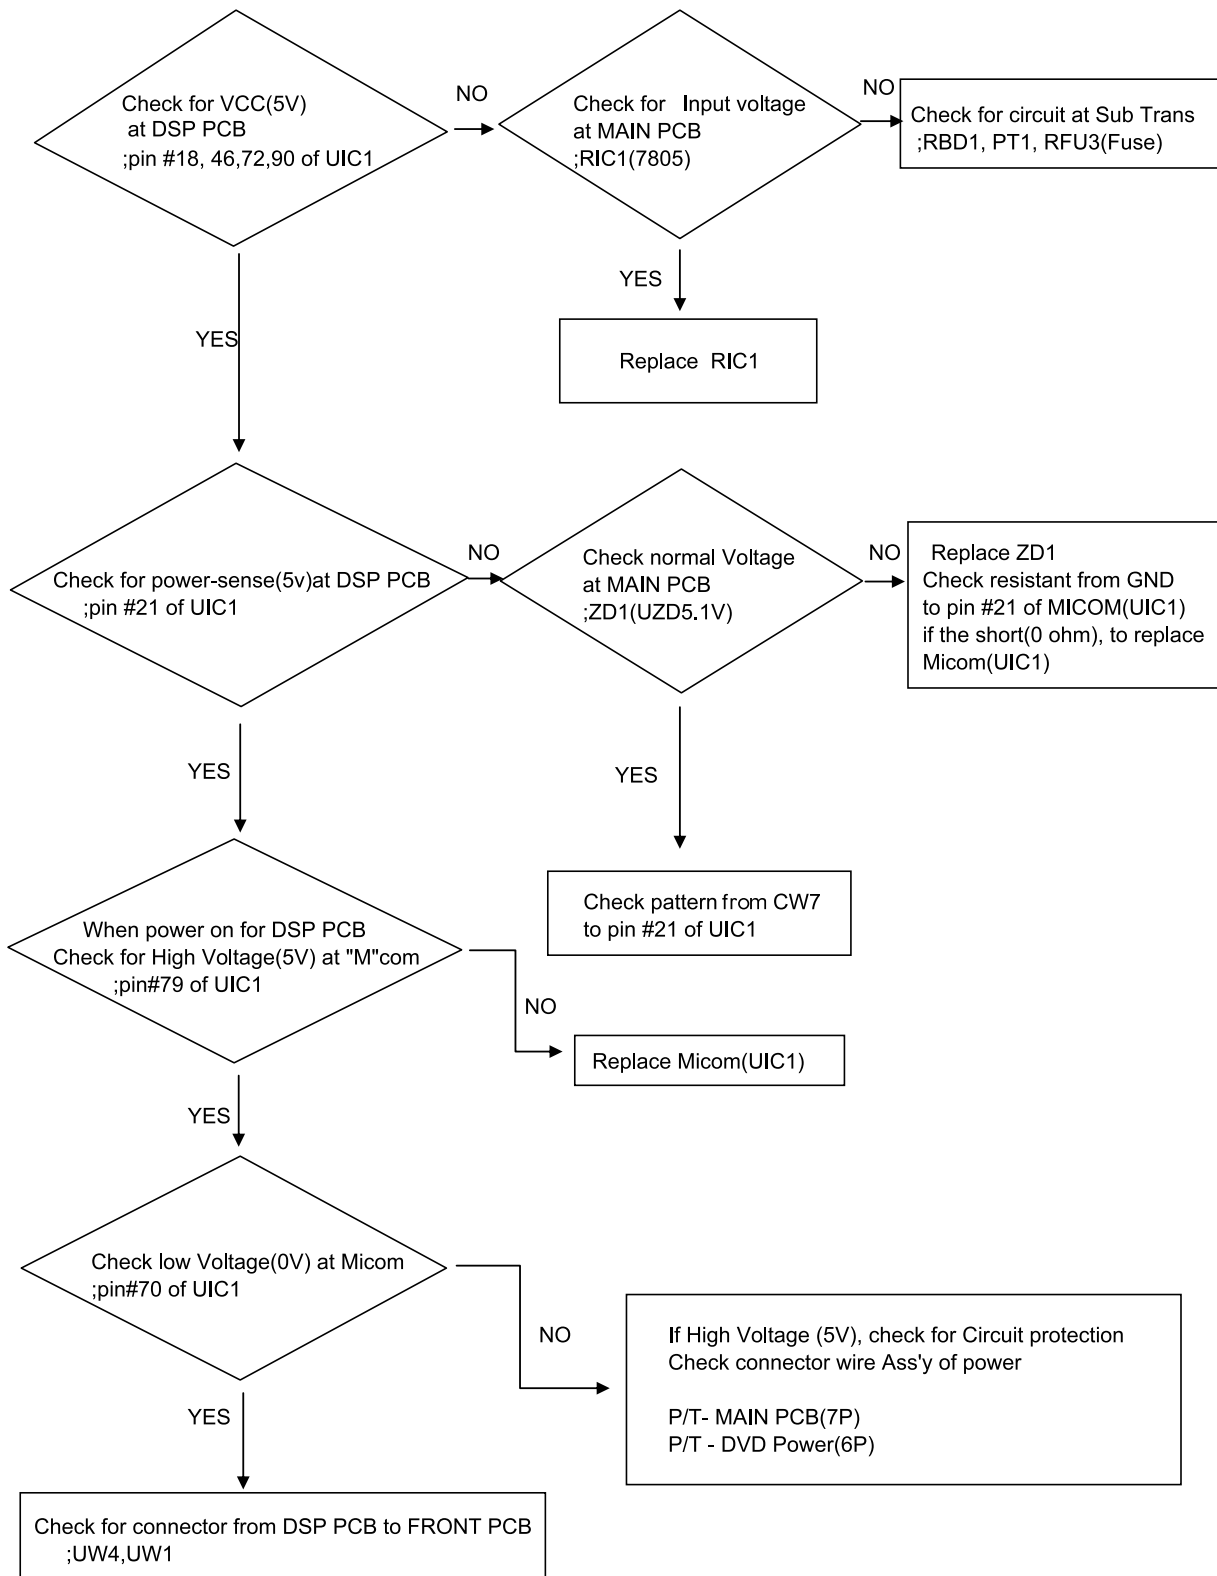 Check for VCC(5V)
at DSP PCB
;pin #18, 46,72,90 of UIC1
NO
Check for Input voltage
at MAIN PCB
;RIC1(7805)
NO
Check for circuit at Sub Trans
;RBD1, PT1, RFU3(Fuse)
YES
Replace RIC1
YES
Check for power-sense(5v)at DSP PCB
;pin #21 of UIC1
NO
Check normal Voltage
at MAIN PCB
;ZD1(UZD5.1V)
NO
Replace ZD1
Check resistant from GND
to pin #21 of MICOM(UIC1)
if the short(0 ohm), to replace
Micom(UIC1)
YES
Check pattern from CW7
to pin #21 of UIC1
YES
When power on for DSP PCB
Check for High Voltage(5V) at "M"com
;pin#79 of UIC1
NO
Replace Micom(UIC1)
YES
Check low Voltage(0V) at Micom
;pin#70 of UIC1
NO
If High Voltage (5V), check for Circuit protection
Check connector wire Ass'y of power
P/T- MAIN PCB(7P)
P/T - DVD Power(6P)
YES
Check for connector from DSP PCB to FRONT PCB
;UW4,UW1